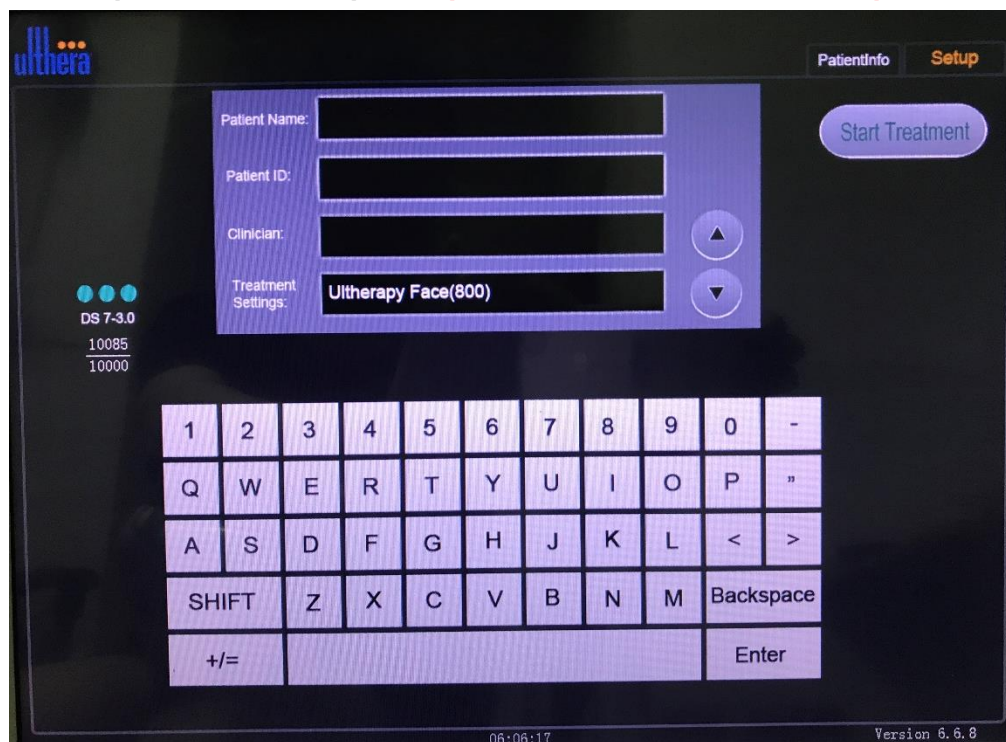 ulthera
PatientInfo Setup
Patient Name:
Start Treatment
Patient ID:
Clinician:
Treatment Settings: Ultherapy Face(800)
DS 7-3.0
10085
10000
1 2 3 4 5 6 7 8 9 0 -
Q W E R T Y U I O P "
A S D F G H J K L < >
SHIFT Z X C V B N M Backspace
+/= Enter
06:06:17 Version 6.6.8